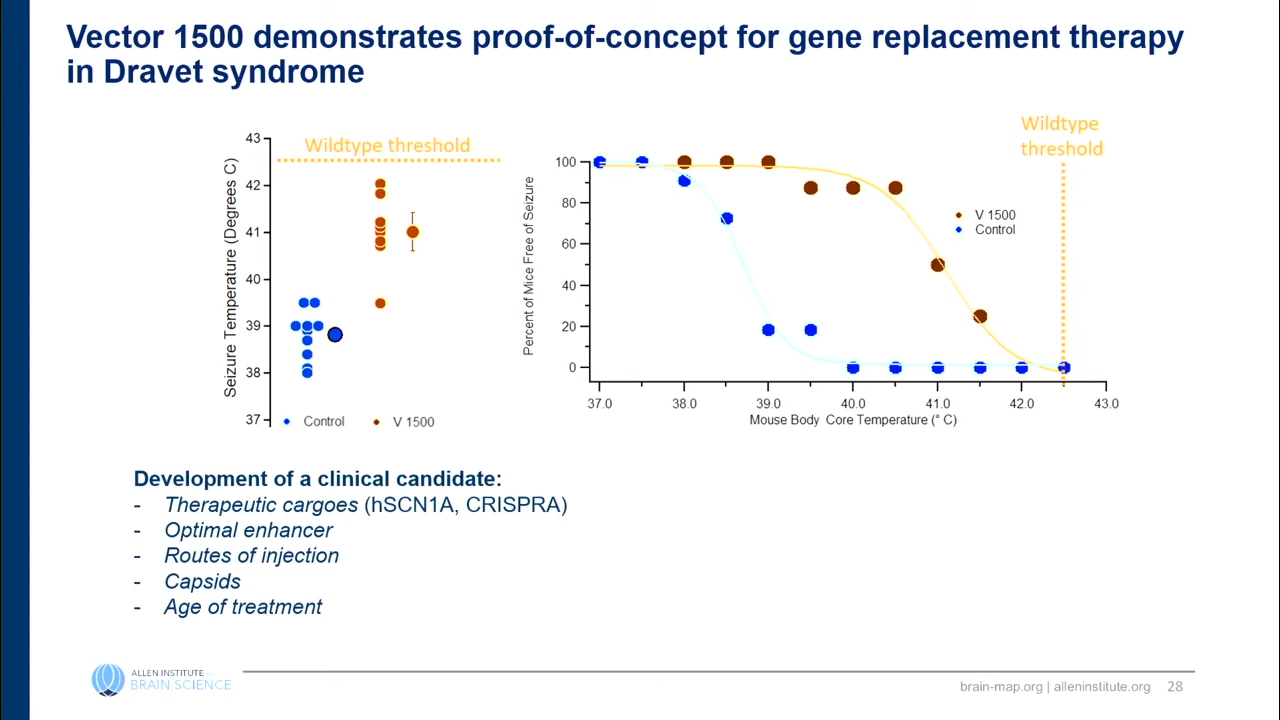 Vector 1500 demonstrates proof-of-concept for gene replacement therapy
in Dravet syndrome
Seizure Temperature (Degrees C)
43
42
41
40
39
38
37
Wildtype threshold
Control
V 1500
Percent of Mice Free of Seizure
100
80
60
40
20
0
Wildtype
threshold
V 1500
Control
37.0 38.0 39.0 40.0 41.0 42.0 43.0
Mouse Body Core Temperature (° C)
Development of a clinical candidate:
- Therapeutic cargoes (hSCN1A, CRISPRA)
- Optimal enhancer
- Routes of injection
- Capsids
- Age of treatment
ALLEN INSTITUTE
BRAIN SCIENCE
brain-map.org | alleninstitute.org 28